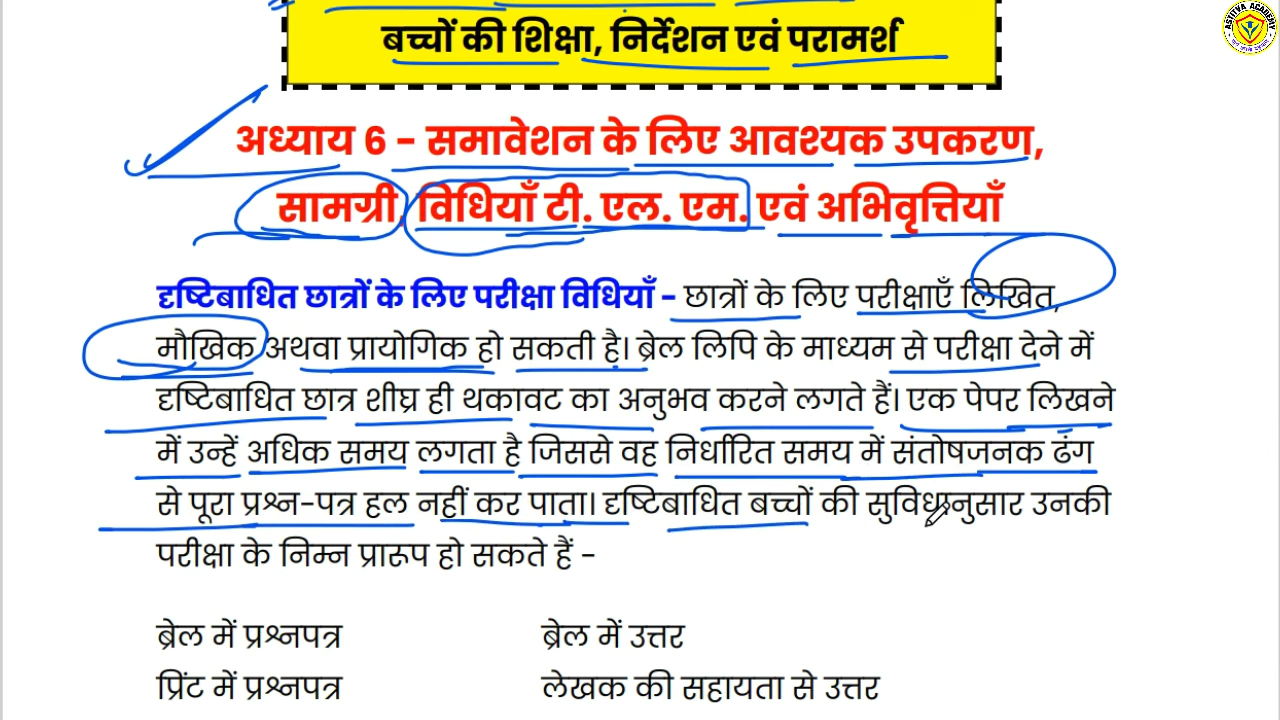 ASTITVA ACADEMY
बच्चों की शिक्षा, निर्देशन एवं परामर्श
अध्याय 6 - समावेशन के लिए आवश्यक उपकरण,
सामग्री, विधियाँ टी. एल. एम. एवं अभिवृत्तियाँ
दृष्टिबाधित छात्रों के लिए परीक्षा विधियाँ - छात्रों के लिए परीक्षाएँ लिखित,
मौखिक अथवा प्रायोगिक हो सकती है। ब्रेल लिपि के माध्यम से परीक्षा देने में
दृष्टिबाधित छात्र शीघ्र ही थकावट का अनुभव करने लगते हैं। एक पेपर लिखने
में उन्हें अधिक समय लगता है जिससे वह निर्धारित समय में संतोषजनक ढंग
से पूरा प्रश्न-पत्र हल नहीं कर पाता। दृष्टिबाधित बच्चों की सुविधानुसार उनकी
परीक्षा के निम्न प्रारूप हो सकते हैं -
ब्रेल में प्रश्नपत्र ब्रेल में उत्तर
प्रिंट में प्रश्नपत्र लेखक की सहायता से उत्तर